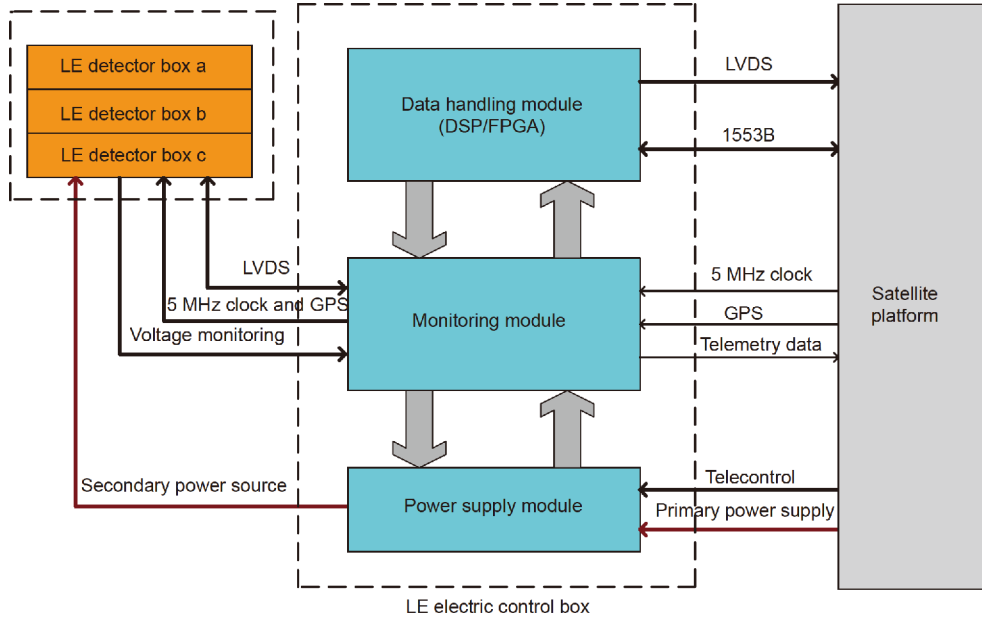 LE detector box a
LE detector box b
LE detector box c
Data handling module
(DSP/FPGA)
LVDS
1553B
LVDS
5 MHz clock and GPS
Voltage monitoring
Monitoring module
5 MHz clock
GPS
Telemetry data
Satellite
platform
Secondary power source
Power supply module
Telecontrol
Primary power supply
LE electric control box